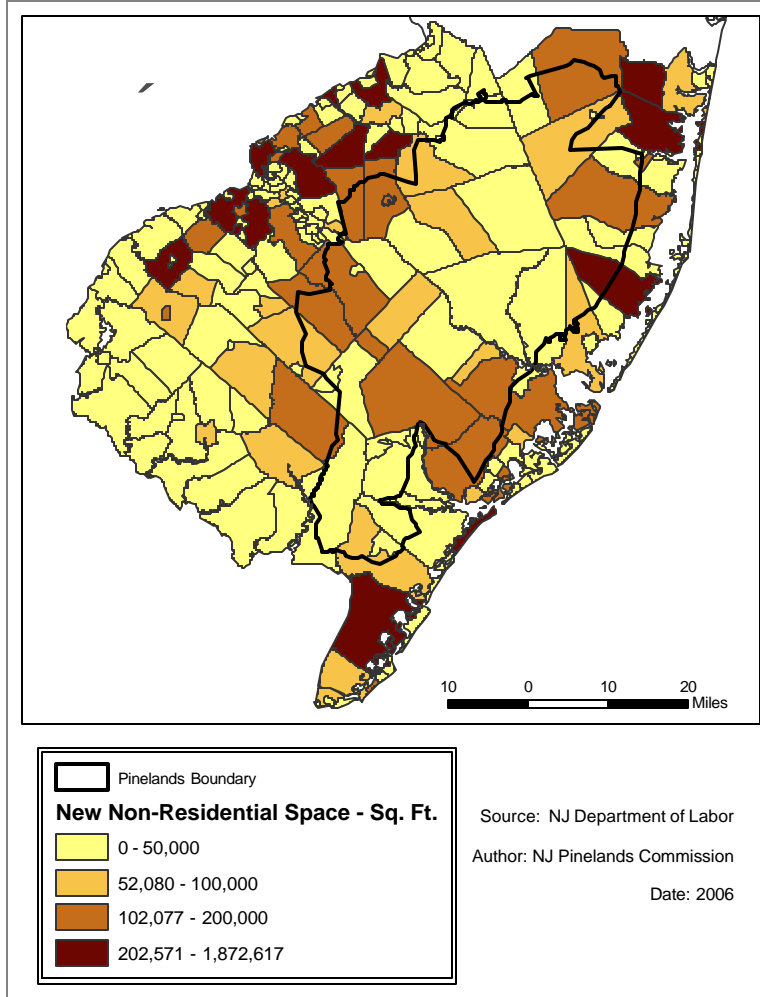 10 0 10 20
Miles
Pinelands Boundary
New Non-Residential Space - Sq. Ft.
0 - 50,000
52,080 - 100,000
102,077 - 200,000
202,571 - 1,872,617
Source: NJ Department of Labor
Author: NJ Pinelands Commission
Date: 2006